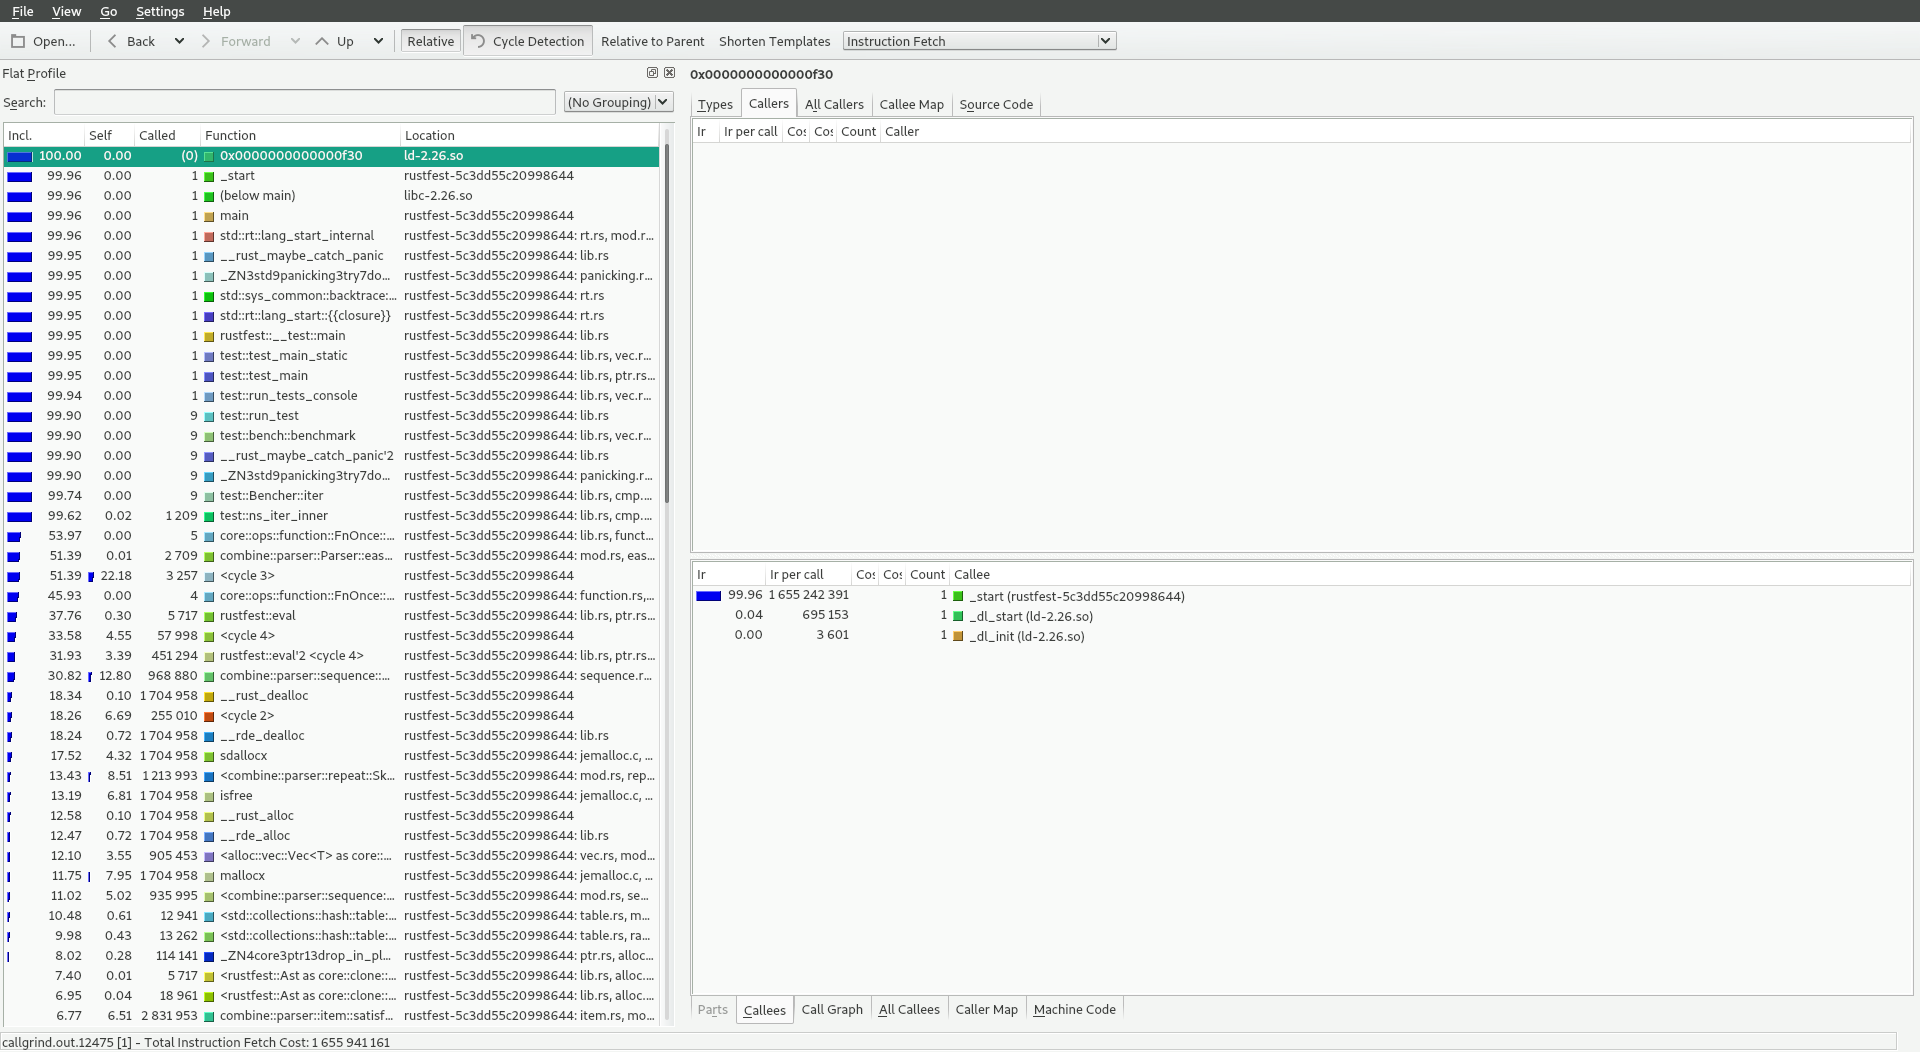 File View Go Settings Help
Open... Back Forward Up Relative Cycle Detection Relative to Parent Shorten Templates Instruction Fetch
Flat Profile
Search: (No Grouping)
Incl. Self Called Function Location
100.00 0.00 (0) 0x0000000000000f30 ld-2.26.so
99.96 0.00 1 _start rustfest-5c3dd55c20998644
99.96 0.00 1 (below main) libc-2.26.so
99.96 0.00 1 main rustfest-5c3dd55c20998644
99.96 0.00 1 std::rt::lang_start_internal rustfest-5c3dd55c20998644: rt.rs, mod.r...
99.95 0.00 1 __rust_maybe_catch_panic rustfest-5c3dd55c20998644: lib.rs
99.95 0.00 1 _ZN3std9panicking3try7do... rustfest-5c3dd55c20998644: panicking.r...
99.95 0.00 1 std::sys_common::backtrace:... rustfest-5c3dd55c20998644: rt.rs
99.95 0.00 1 std::rt::lang_start::{{closure}} rustfest-5c3dd55c20998644: rt.rs
99.95 0.00 1 rustfest::__test::main rustfest-5c3dd55c20998644: lib.rs
99.95 0.00 1 test::test_main_static rustfest-5c3dd55c20998644: lib.rs, vec.r...
99.95 0.00 1 test::test_main rustfest-5c3dd55c20998644: lib.rs, ptr.rs...
99.94 0.00 1 test::run_tests_console rustfest-5c3dd55c20998644: lib.rs, vec.r...
99.90 0.00 9 test::run_test rustfest-5c3dd55c20998644: lib.rs
99.90 0.00 9 test::bench::benchmark rustfest-5c3dd55c20998644: lib.rs, vec.r...
99.90 0.00 9 __rust_maybe_catch_panic'2 rustfest-5c3dd55c20998644: lib.rs
99.90 0.00 9 _ZN3std9panicking3try7do... rustfest-5c3dd55c20998644: panicking.r...
99.74 0.00 9 test::Bencher::iter rustfest-5c3dd55c20998644: lib.rs, cmp....
99.62 0.02 1 209 test::ns_iter_inner rustfest-5c3dd55c20998644: lib.rs, cmp....
53.97 0.00 5 core::ops::function::FnOnce::... rustfest-5c3dd55c20998644: lib.rs, funct...
51.39 0.01 2 709 combine::parser::Parser::eas... rustfest-5c3dd55c20998644: mod.rs, eas...
51.39 22.18 3 257 <cycle 3> rustfest-5c3dd55c20998644
45.93 0.00 4 core::ops::function::FnOnce::... rustfest-5c3dd55c20998644: function.rs,...
37.76 0.30 5 717 rustfest::eval rustfest-5c3dd55c20998644: lib.rs, ptr.rs...
33.58 4.55 57 998 <cycle 4> rustfest-5c3dd55c20998644
31.93 3.39 451 294 rustfest::eval'2 <cycle 4> rustfest-5c3dd55c20998644: lib.rs, ptr.rs...
30.82 12.80 968 880 combine::parser::sequence::... rustfest-5c3dd55c20998644: sequence.r...
18.34 0.10 1 704 958 __rust_dealloc rustfest-5c3dd55c20998644
18.26 6.69 255 010 <cycle 2> rustfest-5c3dd55c20998644
18.24 0.72 1 704 958 __rde_dealloc rustfest-5c3dd55c20998644: lib.rs
17.52 4.32 1 704 958 sdallocx rustfest-5c3dd55c20998644: jemalloc.c, ...
13.43 8.51 1 213 993 <combine::parser::repeat::Sk... rustfest-5c3dd55c20998644: mod.rs, rep...
13.19 6.81 1 704 958 isfree rustfest-5c3dd55c20998644: jemalloc.c, ...
12.58 0.10 1 704 958 __rust_alloc rustfest-5c3dd55c20998644
12.47 0.72 1 704 958 __rde_alloc rustfest-5c3dd55c20998644: lib.rs
12.10 3.55 905 453 <alloc::vec::Vec<T> as core::... rustfest-5c3dd55c20998644: vec.rs, mod...
11.75 7.95 1 704 958 mallocx rustfest-5c3dd55c20998644: jemalloc.c, ...
11.02 5.02 935 995 <combine::parser::sequence:... rustfest-5c3dd55c20998644: mod.rs, se...
10.48 0.61 12 941 <std::collections::hash::table:... rustfest-5c3dd55c20998644: table.rs, m...
9.98 0.43 13 262 <std::collections::hash::table:... rustfest-5c3dd55c20998644: table.rs, ra...
8.02 0.28 114 141 _ZN4core3ptr13drop_in_pl... rustfest-5c3dd55c20998644: ptr.rs, alloc...
7.40 0.01 5 717 <rustfest::Ast as core::clone::... rustfest-5c3dd55c20998644: lib.rs, alloc....
6.95 0.04 18 961 <rustfest::Ast as core::clone::... rustfest-5c3dd55c20998644: lib.rs, alloc....
6.77 6.51 2 831 953 combine::parser::item::satisf... rustfest-5c3dd55c20998644: item.rs, mo...
0x0000000000000f30
Types Callers All Callers Callee Map Source Code
Ir Ir per call Cos Cos Count Caller
Ir Ir per call Cos Cos Count Callee
99.96 1 655 242 391 1 _start (rustfest-5c3dd55c20998644)
0.04 695 153 1 _dl_start (ld-2.26.so)
0.00 3 601 1 _dl_init (ld-2.26.so)
Parts Callees Call Graph All Callees Caller Map Machine Code
callgrind.out.12475 [1] - Total Instruction Fetch Cost: 1 655 941 161